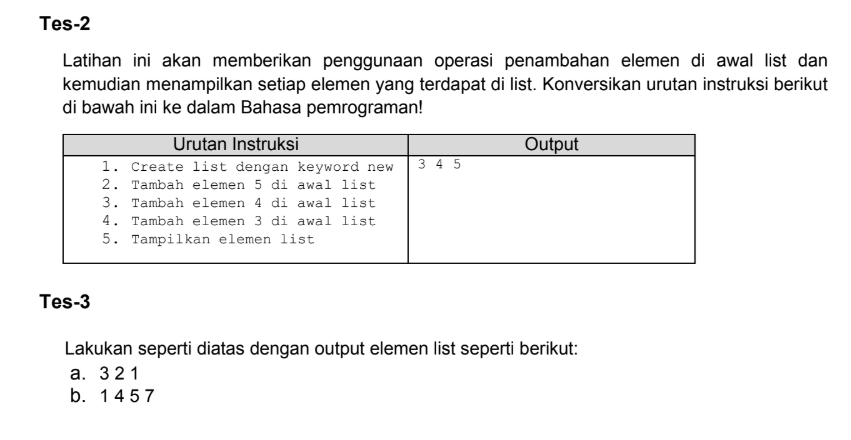 Tes-2
Latihan ini akan memberikan penggunaan operasi penambahan elemen di awal list dan
kemudian menampilkan setiap elemen yang terdapat di list. Konversikan urutan instruksi berikut
di bawah ini ke dalam Bahasa pemrograman!
Urutan Instruksi Output
1. Create list dengan keyword new 3 4 5
2. Tambah elemen 5 di awal list
3. Tambah elemen 4 di awal list
4. Tambah elemen 3 di awal list
5. Tampilkan elemen list
Tes-3
Lakukan seperti diatas dengan output elemen list seperti berikut:
a. 3 2 1
b. 1 4 5 7